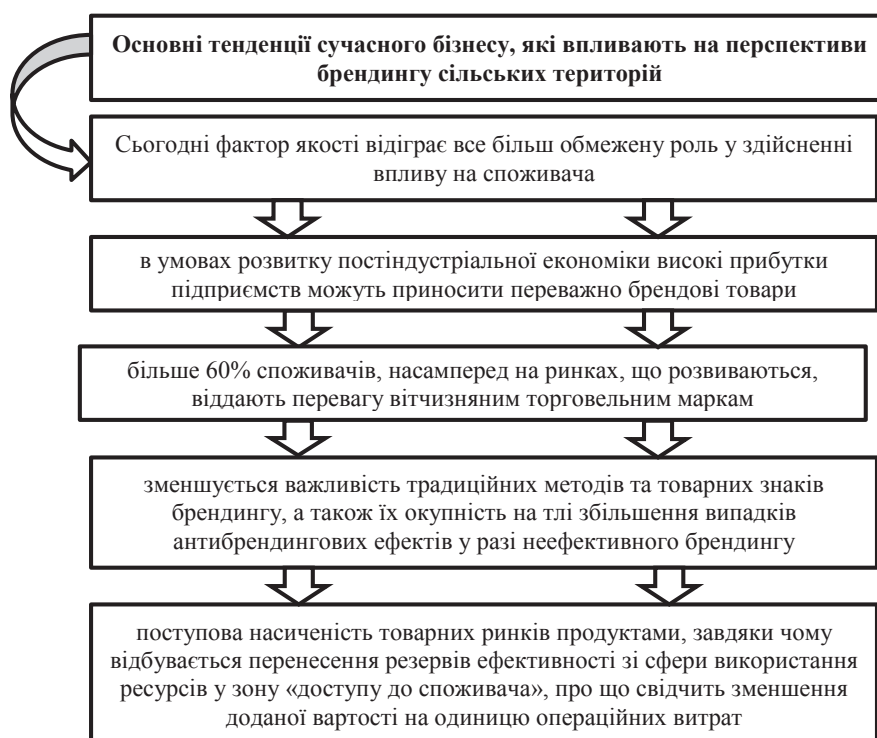 Основні тенденції сучасного бізнесу, які впливають на перспективи
брендингу сільських територій
Сьогодні фактор якості відіграє все більш обмежену роль у здійсненні
впливу на споживача
в умовах розвитку постіндустріальної економіки високі прибутки
підприємств можуть приносити переважно брендові товари
більше 60% споживачів, насамперед на ринках, що розвиваються,
віддають перевагу вітчизняним торговельним маркам
зменшується важливість традиційних методів та товарних знаків
брендингу, а також їх окупність на тлі збільшення випадків
антибрендингових ефектів у разі неефективного брендингу
поступова насиченість товарних ринків продуктами, завдяки чому
відбувається перенесення резервів ефективності зі сфери використання
ресурсів у зону «доступу до споживача», про що свідчить зменшення
доданої вартості на одиницю операційних витрат